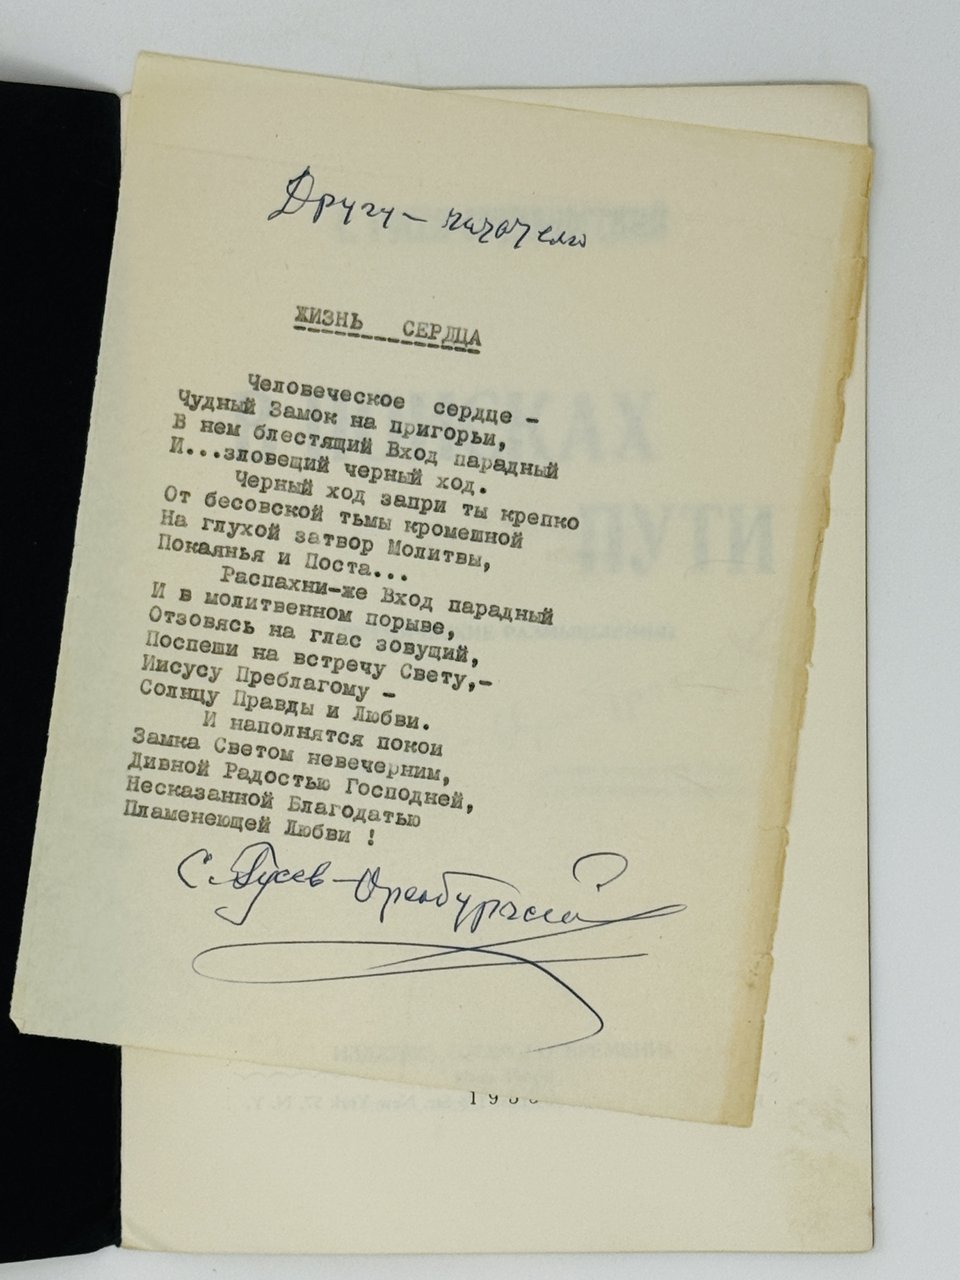 Другу - читателю
ЖИЗНЬ СЕРДЦА
Человеческое сердце -
Чудный Замок на пригорьи,
В нем блестящий Вход парадный
И...зловещий черный ход.
Черный ход запри ты крепко
От бесовской тьмы кромешной
На глухой затвор Молитвы,
Покаянья и Поста...
Распахни-же Вход парадный
И в молитвенном порыве,
Отзовясь на глас зовущий,
Поспеши на встречу Свету,-
Иисусу Преблагому -
Солнцу Правды и Любви.
И наполнятся покои
Замка Светом невечерним,
Дивной Радостью Господней,
Несказанной Благодатью
Пламенеющей Любви !
С. Гусев-Оренбургский